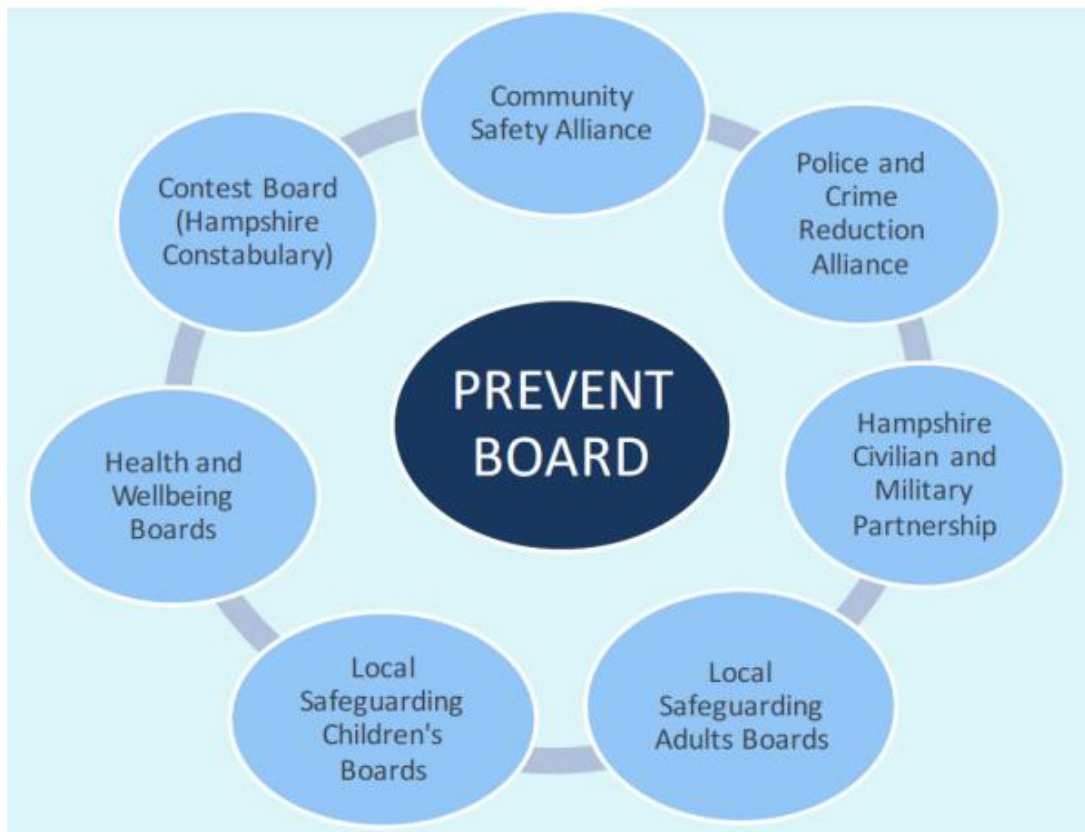 Community
Safety Alliance
Police and
Crime
Reduction
Alliance
Hampshire
Civilian and
Military
Partnership
Local
Safeguarding
Adults Boards
Local
Safeguarding
Children's
Boards
Health and
Wellbeing
Boards
Contest Board
(Hampshire
Constabulary)
PREVENT
BOARD